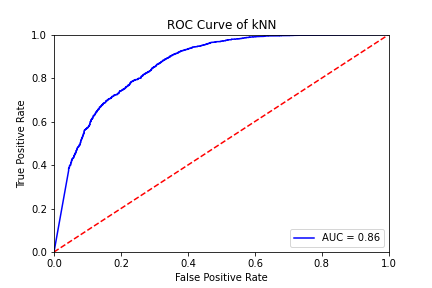 ROC Curve of kNN
1.0
0.8
0.6
0.4
0.2
0.0
True Positive Rate
AUC = 0.86
0.0 0.2 0.4 0.6 0.8 1.0
False Positive Rate